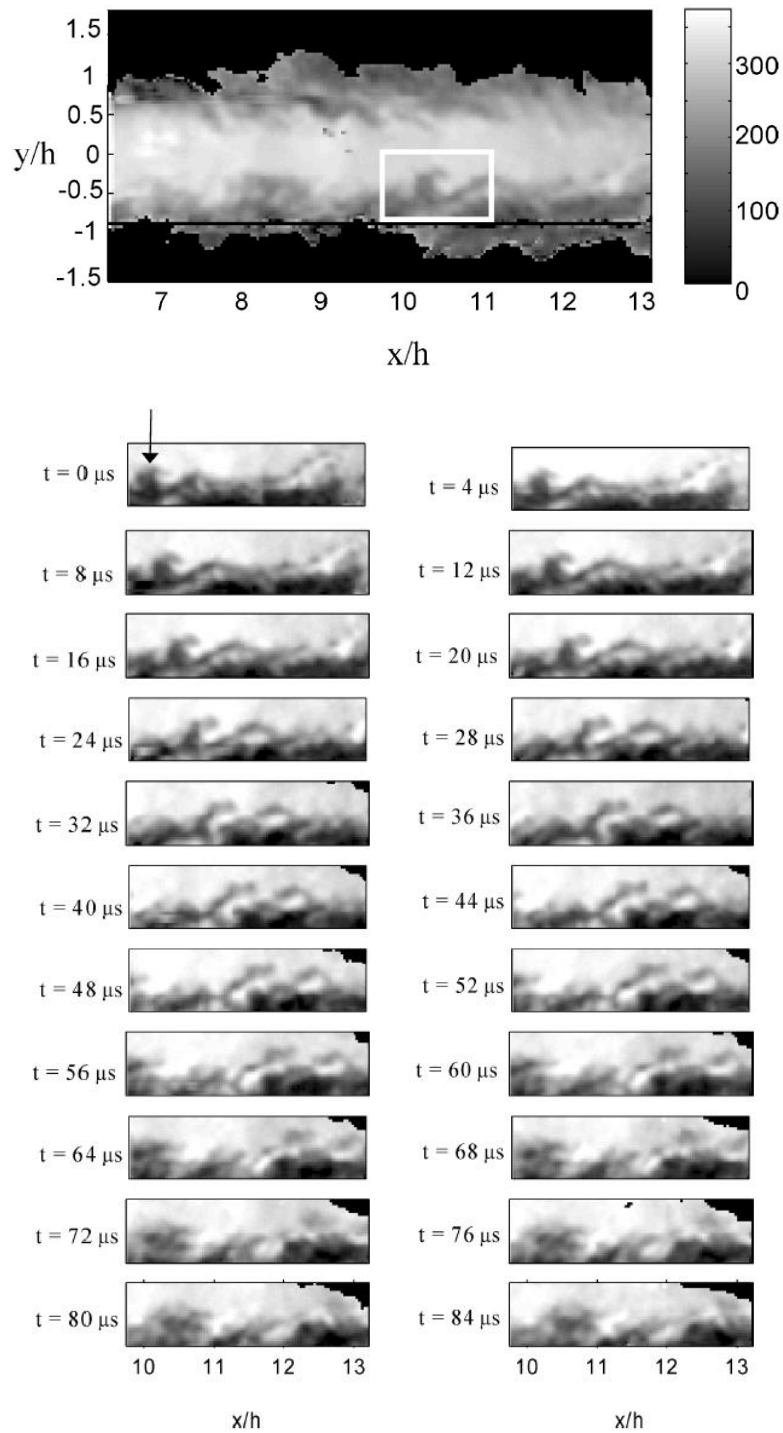 1.5
1
0.5
0
-0.5
-1
-1.5
y/h
7 8 9 10 11 12 13
x/h
300
200
100
0
t = 0 μs
t = 4 μs
t = 8 μs
t = 12 μs
t = 16 μs
t = 20 μs
t = 24 μs
t = 28 μs
t = 32 μs
t = 36 μs
t = 40 μs
t = 44 μs
t = 48 μs
t = 52 μs
t = 56 μs
t = 60 μs
t = 64 μs
t = 68 μs
t = 72 μs
t = 76 μs
t = 80 μs
t = 84 μs
10 11 12 13
10 11 12 13
x/h
x/h